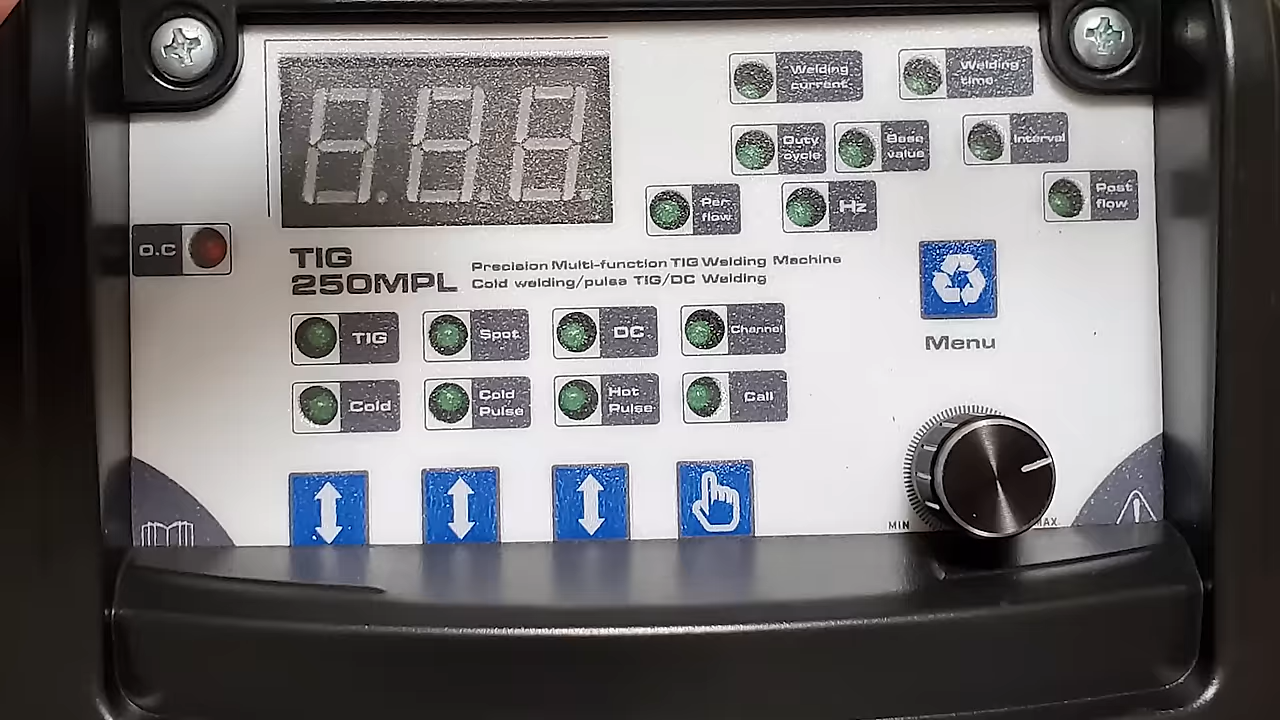 Welding
current
Welding
time
Duty
cycle
Base
value
Interval
Per
flow
Hz
Post
flow
O.C
TIG
250MPL
Precision Multi-function TIG Welding Machine
Cold welding/pulse TIG/DC Welding
TIG
Spot
DC
Channel
Menu
Cold
Cold
Pulse
Hot
Pulse
Call
MIN
MAX